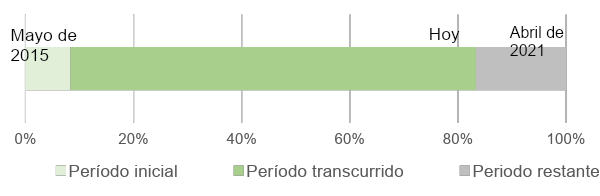 Mayo de
2015
Hoy
Abril de
2021
0%
20%
40%
60%
80%
100%
Período inicial
Período transcurrido
Periodo restante